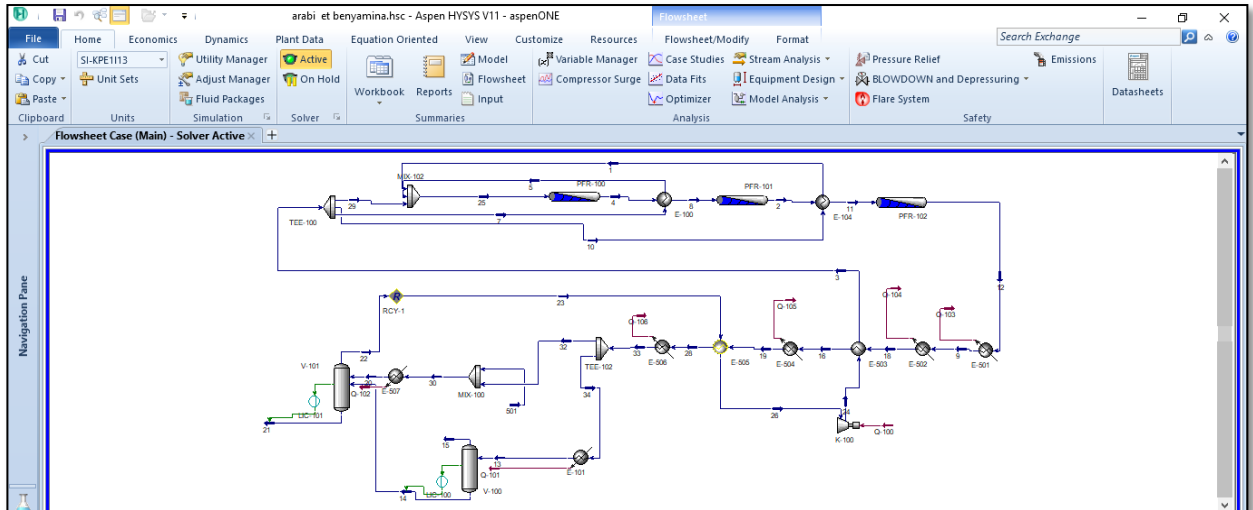 arabi et benyamina.hsc - Aspen HYSYS V11 - aspenONE
Flowsheet
File Home Economics Dynamics Plant Data Equation Oriented View Customize Resources Flowsheet/Modify Format
Search Exchange
Cut SI-KPE1I13 Utility Manager Active Model Variable Manager Case Studies Stream Analysis Pressure Relief Emissions
Copy Unit Sets Adjust Manager On Hold Workbook Reports Flowsheet Compressor Surge Data Fits Equipment Design BLOWDOWN and Depressuring Datasheets
Paste Fluid Packages Input Optimizer Model Analysis Flare System
Clipboard Units Simulation Solver Summaries Analysis Safety
Flowsheet Case (Main) - Solver Active
Navigation Pane
1
MIX-102 5 PFR-100 PFR-101
29 25 4 6 2 11
TEE-100 7 E-100 E-104 PFR-102
10
3
12
RCY-1 23 Q-106 Q-105 Q-104 Q-103
22 32 33 28 19 16 18 9
V-101 TEE-102 E-506 E-505 E-504 E-503 E-502 E-501
20 30 34
Q-102 E-507 MIX-100
LIC-101 501 26 24
21 K-100 Q-100
15
13 Q-101 E-101
LIC-100 V-100
14